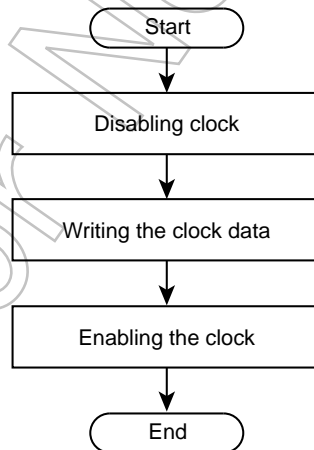 Start
Disabling clock
Writing the clock data
Enabling the clock
End